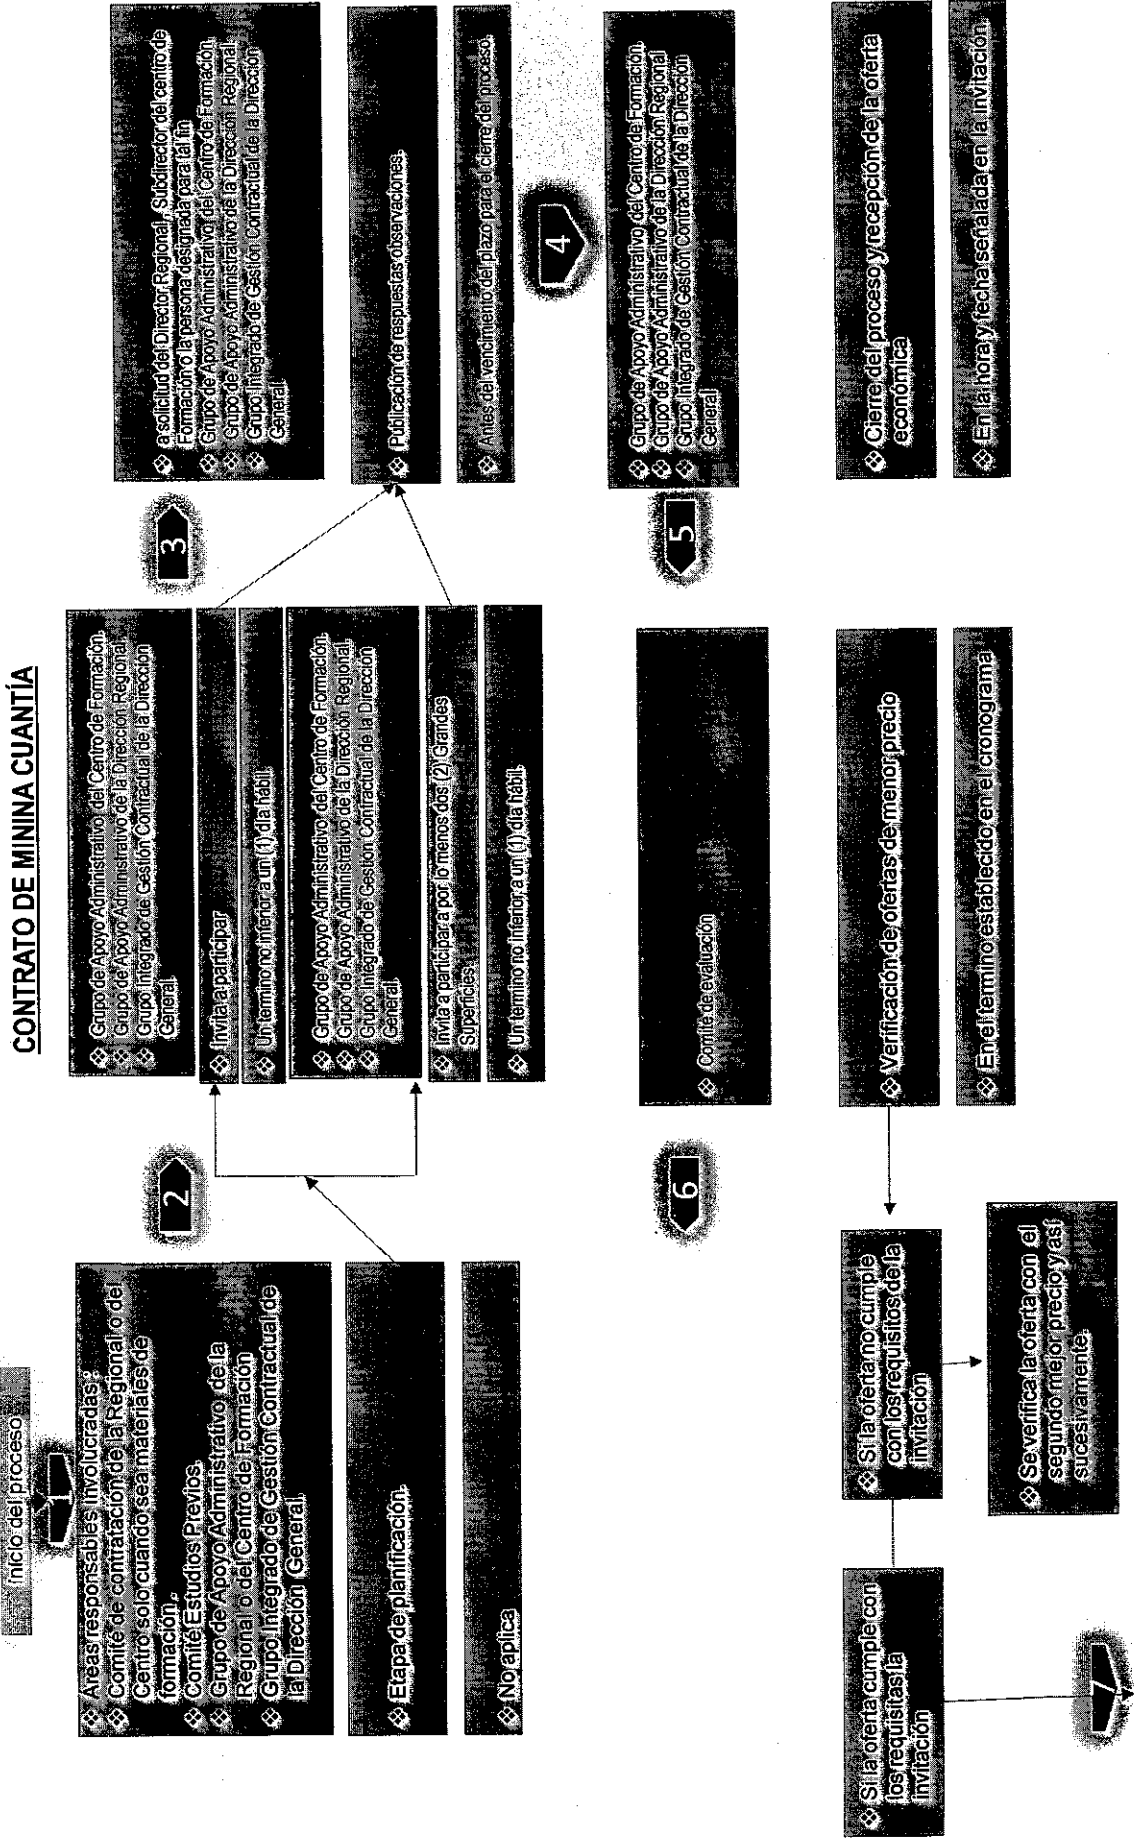 CONTRATO DE MININA CUANTÍA
Inicio del proceso
1
Areas responsables Involucradas :
Comité de contratación de la Regional o del
Centro solo cuando sea materiales de
formación .
Comité Estudios Previos.
Grupo de Apoyo Administrativo de la
Regional o del Centro de Formación
Grupo Integrado de Gestión Contractual de
la Dirección General.
Etapa de planificación.
No aplica
2
Grupo de Apoyo Administrativo del Centro de Formación.
Grupo de Apoyo Administrativo de la Dirección Regional.
Grupo Integrado de Gestión Contractual de la Dirección
General.
Invita a participar
Un termino no inferior a un (1) día hábil.
Grupo de Apoyo Administrativo del Centro de Formación.
Grupo de Apoyo Administrativo de la Dirección Regional.
Grupo Integrado de Gestión Contractual de la Dirección
General.
Invita a participar a por lo menos dos (2) Grandes
Superficies.
Un termino no inferior a un (1) día hábil.
3
a solicitud del Director Regional , Subdirector del centro de
Formación o la persona designada para tal fin
Grupo de Apoyo Administrativo del Centro de Formación.
Grupo de Apoyo Administrativo de la Dirección Regional.
Grupo Integrado de Gestión Contractual de la Dirección
General.
Publicación de respuestas observaciones.
Antes del vencimiento del plazo para el cierre del proceso.
4
Grupo de Apoyo Administrativo del Centro de Formación.
Grupo de Apoyo Administrativo de la Dirección Regional
Grupo Integrado de Gestión Contractual de la Dirección
General
Cierre del proceso y recepción de la oferta
económica
En la hora y fecha señalada en la invitación
5
Comité de evaluación
Verificación de ofertas de menor precio
En el termino establecido en el cronograma
6
Si la oferta no cumple
con los requisitos de la
invitación
Se verifica la oferta con el
segundo mejor precio y así
sucesivamente.
Si la oferta cumple con
los requisitas la
invitación
7